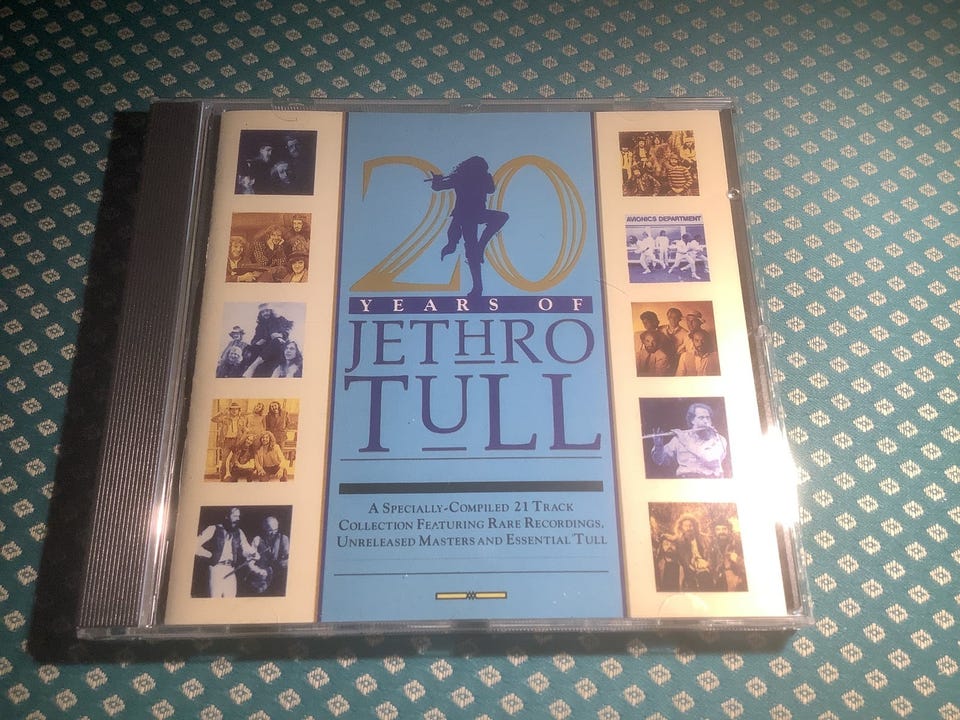 20
YEARS OF
JETHRO
TULL
A SPECIALLY-COMPILED 21 TRACK
COLLECTION FEATURING RARE RECORDINGS,
UNRELEASED MASTERS AND ESSENTIAL TULL
AVIONICS DEPARTMENT